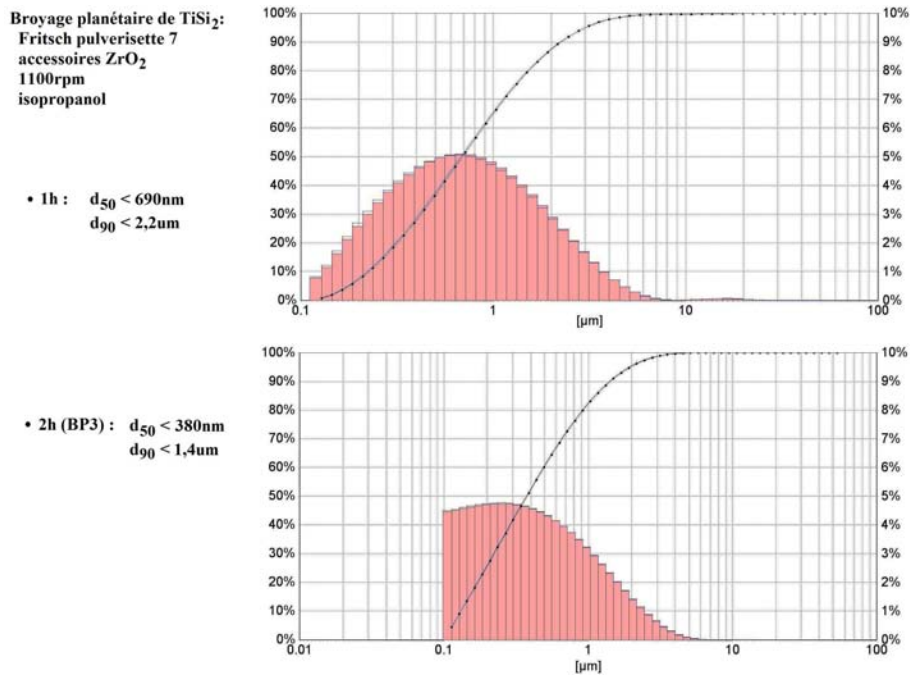 Broyage planétaire de TiSi2:
Fritsch pulverisette 7
accessoires ZrO2
1100rpm
isopropanol
• 1h : d50 < 690nm
d90 < 2,2um
100% 10%
90% 9%
80% 8%
70% 7%
60% 6%
50% 5%
40% 4%
30% 3%
20% 2%
10% 1%
0% 0%
0.1 1 10 100
[µm]
• 2h (BP3) : d50 < 380nm
d90 < 1,4um
100% 10%
90% 9%
80% 8%
70% 7%
60% 6%
50% 5%
40% 4%
30% 3%
20% 2%
10% 1%
0% 0%
0.01 0.1 1 10 100
[µm]